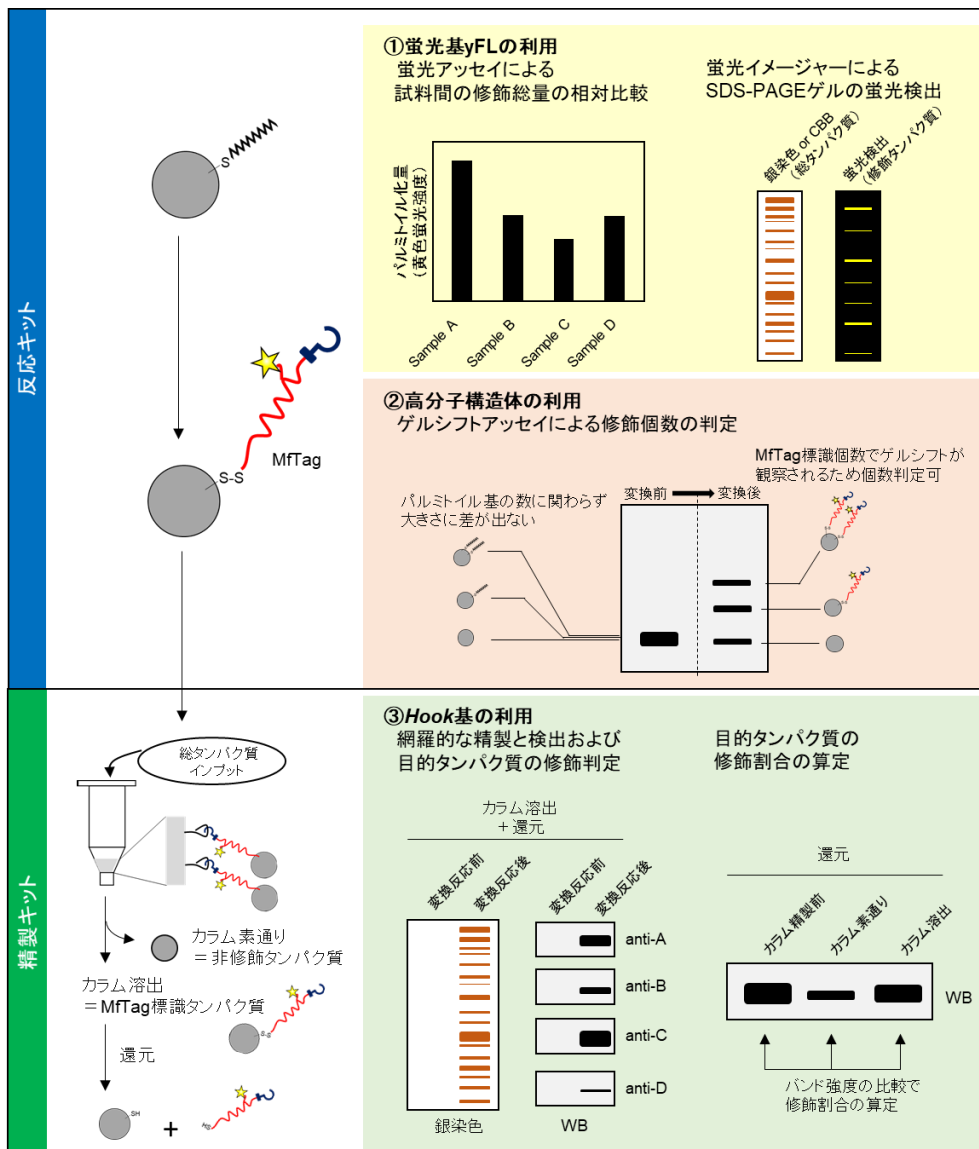 反応キット
S
S-S
MfTag
①蛍光基yFLの利用
蛍光アッセイによる
試料間の修飾総量の相対比較
パルミトイル化量
（黄色蛍光強度）
Sample A
Sample B
Sample C
Sample D
蛍光イメージャーによる
SDS-PAGEゲルの蛍光検出
銀染色 or CBB
（総タンパク質）
蛍光検出
（修飾タンパク質）
②高分子構造体の利用
ゲルシフトアッセイによる修飾個数の判定
パルミトイル基の数に関わらず
大きさに差が出ない
変換前
変換後
MfTag標識個数でゲルシフトが
観察されるため個数判定可
精製キット
総タンパク質
インプット
カラム素通り
＝非修飾タンパク質
カラム溶出
＝MfTag標識タンパク質
S-S
還元
SH
+
HS
③Hook基の利用
網羅的な精製と検出および
目的タンパク質の修飾判定
カラム溶出
+ 還元
変換反応前
変換反応後
変換反応前
変換反応後
anti-A
anti-B
anti-C
anti-D
銀染色
WB
目的タンパク質の
修飾割合の算定
還元
カラム精製前
カラム素通り
カラム溶出
WB
バンド強度の比較で
修飾割合の算定